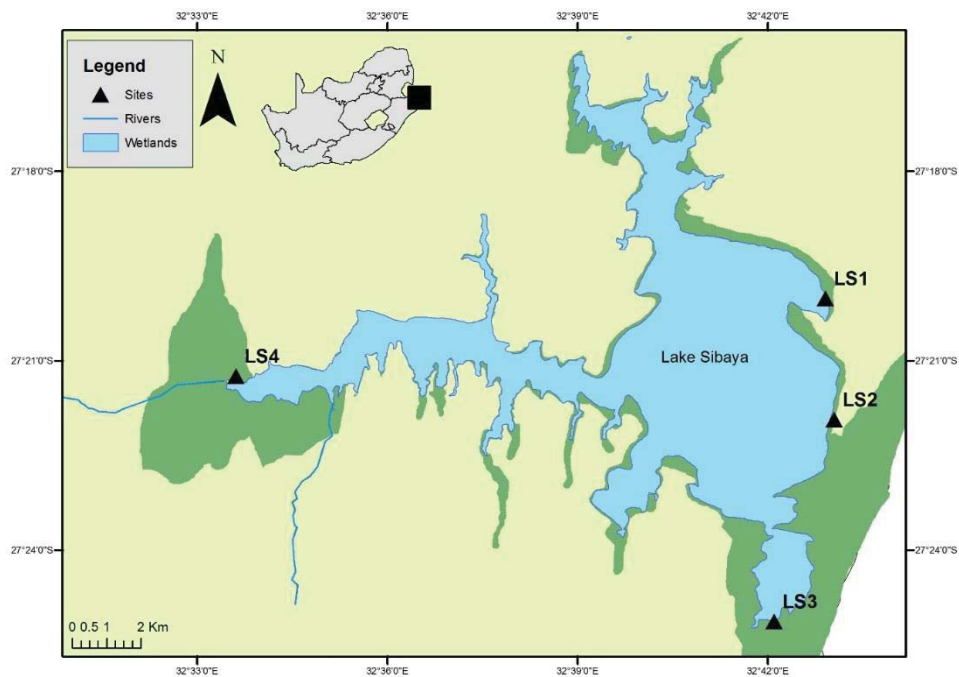 32°33'0"E 32°36'0"E 32°39'0"E 32°42'0"E
Legend
Sites
Rivers
Wetlands
N
27°18'0"S 27°18'0"S
LS1
27°21'0"S 27°21'0"S
Lake Sibaya
LS4
LS2
27°24'0"S 27°24'0"S
LS3
0 0.5 1 2 Km
32°33'0"E 32°36'0"E 32°39'0"E 32°42'0"E